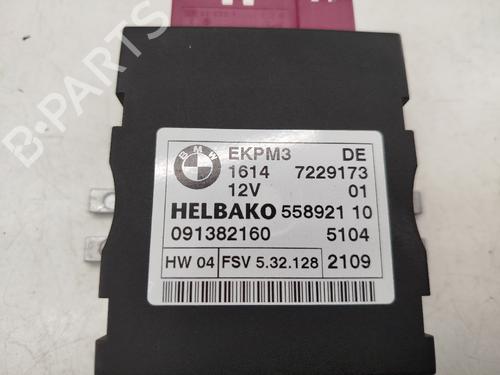 BMW
EKPM3 DE
1614 7229173
12V 01
HELBAKO 558921 10
091382160 5104
HW 04 FSV 5.32.128 2109
B-PARTS